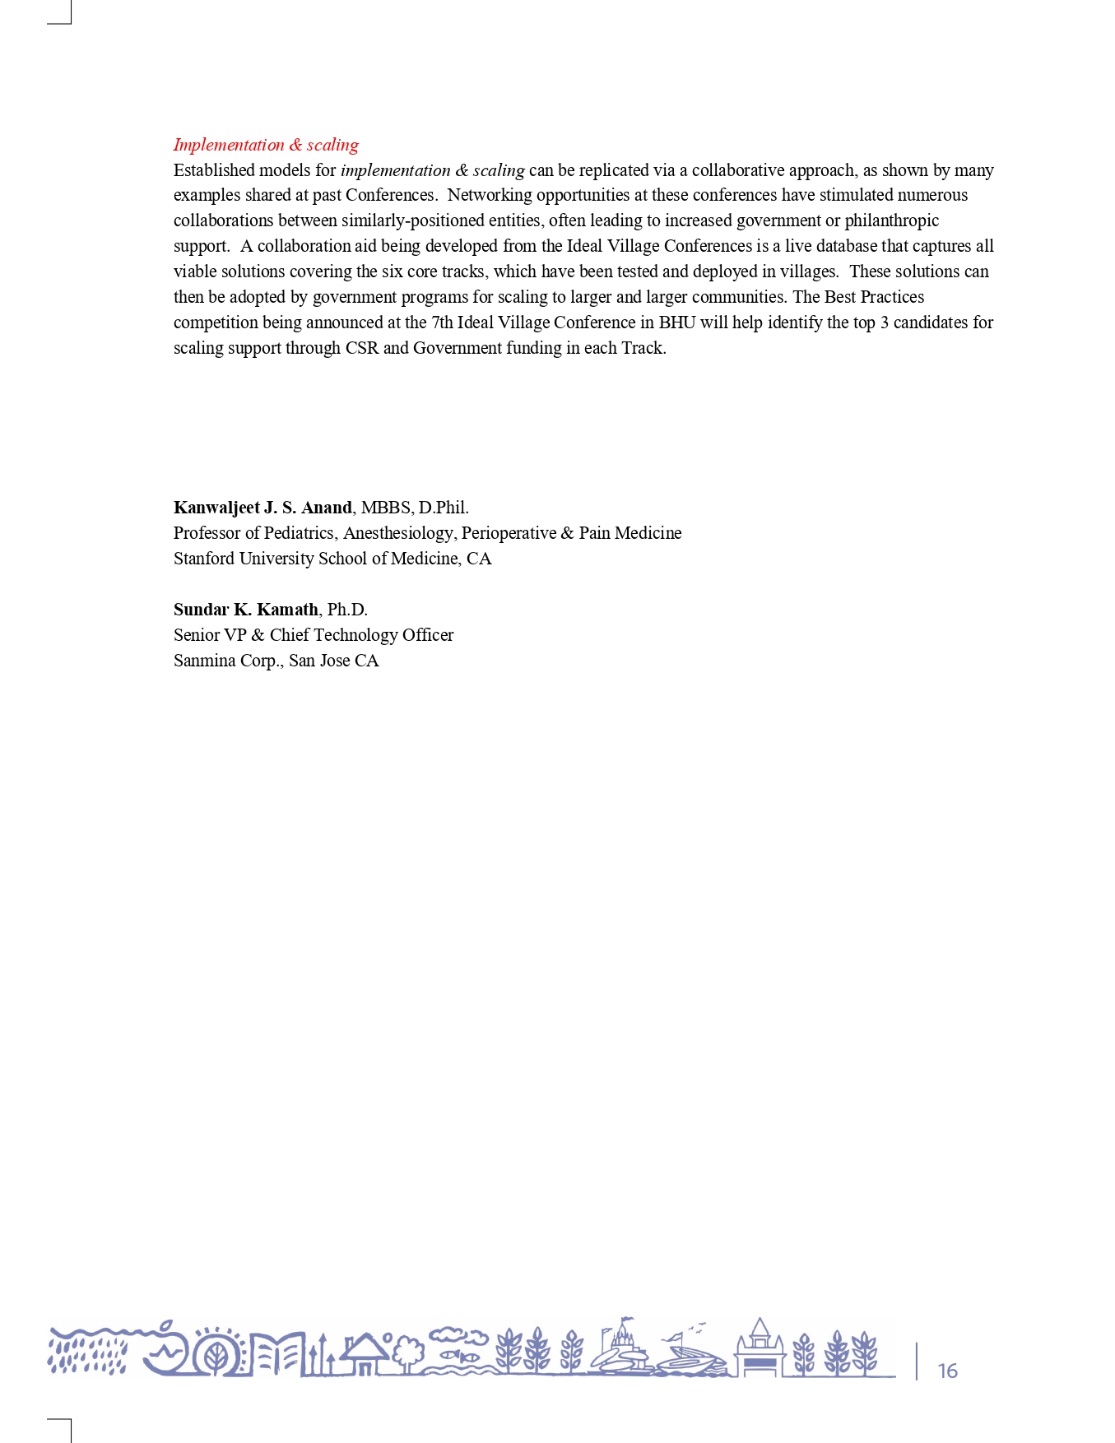 Implementation & scaling
Established models for implementation & scaling can be replicated via a collaborative approach, as shown by many
examples shared at past Conferences.  Networking opportunities at these conferences have stimulated numerous
collaborations between similarly-positioned entities, often leading to increased government or philanthropic
support.  A collaboration aid being developed from the Ideal Village Conferences is a live database that captures all
viable solutions covering the six core tracks, which have been tested and deployed in villages.  These solutions can
then be adopted by government programs for scaling to larger and larger communities. The Best Practices
competition being announced at the 7th Ideal Village Conference in BHU will help identify the top 3 candidates for
scaling support through CSR and Government funding in each Track.
Kanwaljeet J. S. Anand, MBBS, D.Phil.
Professor of Pediatrics, Anesthesiology, Perioperative & Pain Medicine
Stanford University School of Medicine, CA
Sundar K. Kamath, Ph.D.
Senior VP & Chief Technology Officer
Sanmina Corp., San Jose CA
16